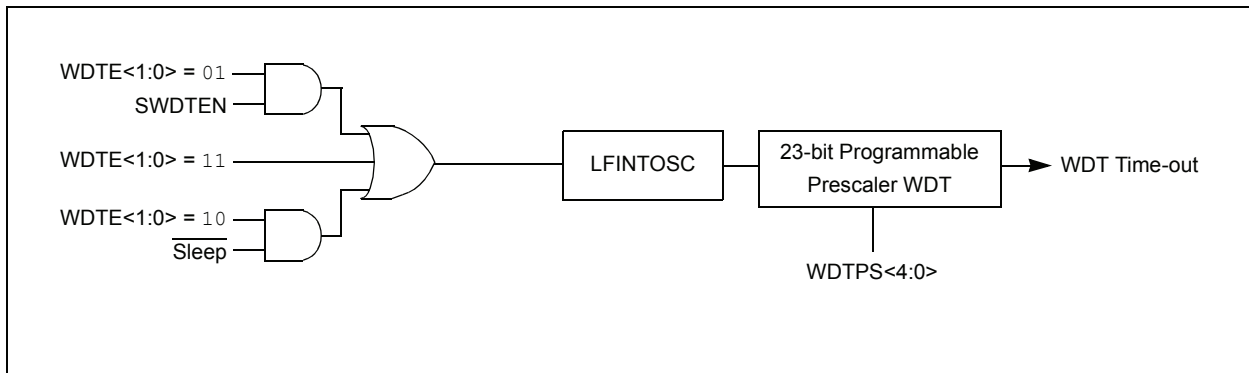 WDTE<1:0> = 01
SWDTEN
WDTE<1:0> = 11
WDTE<1:0> = 10
Sleep
LFINTOSC
23-bit Programmable
Prescaler WDT
WDT Time-out
WDTPS<4:0>